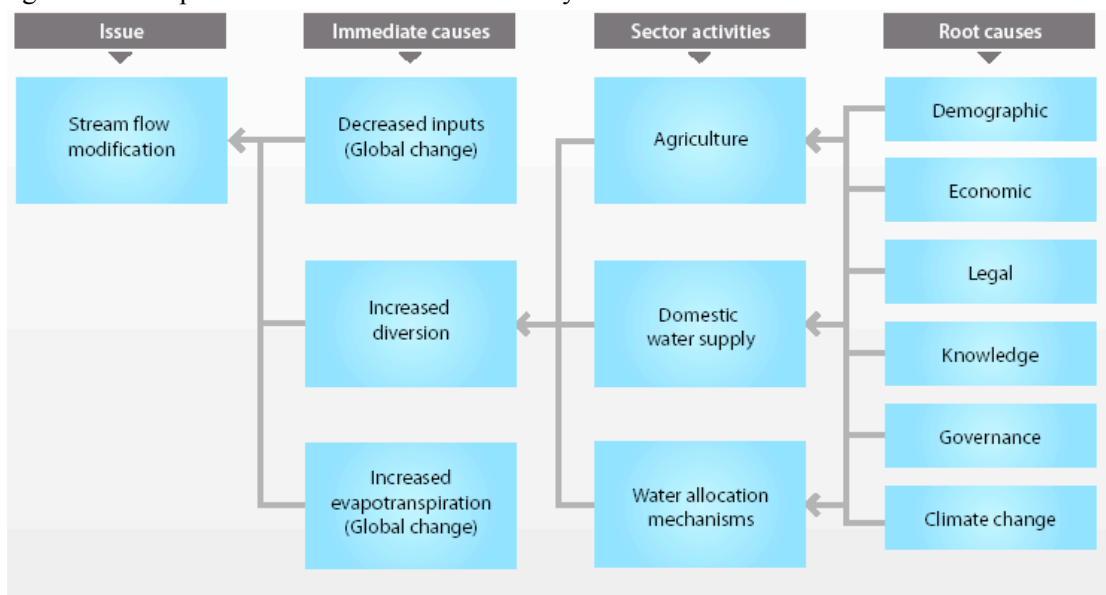 Issue
Immediate causes
Sector activities
Root causes
Stream flow
modification
Decreased inputs
(Global change)
Increased
diversion
Increased
evapotranspiration
(Global change)
Agriculture
Domestic
water supply
Water allocation
mechanisms
Demographic
Economic
Legal
Knowledge
Governance
Climate change